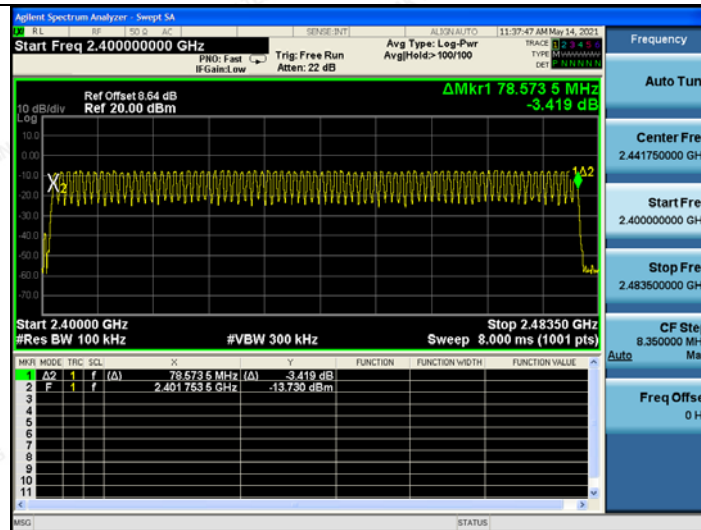 Agilent Spectrum Analyzer - Swept SA
RL RF 50 Ω AC SENSE:INT ALIGN AUTO 11:37:47 AM May 14, 2021
Start Freq 2.400000000 GHz
PNO: Fast
IFGain:Low
Trig: Free Run
Atten: 22 dB
Avg Type: Log-Pwr
Avg|Hold:> 100/100
TRACE 1 2 3 4 5 6
TYPE M
DET P N N N N N
Ref Offset 8.64 dB
Ref 20.00 dBm
ΔMkr1 78.573 5 MHz
-3.419 dB
10 dB/div
Log
10.0
0.00
-10.0
-20.0
-30.0
-40.0
-50.0
-60.0
-70.0
X2
1Δ2
Start 2.40000 GHz
Stop 2.48350 GHz
#Res BW 100 kHz
#VBW 300 kHz
Sweep 8.000 ms (1001 pts)
MKR MODE TRC SCL X Y FUNCTION FUNCTION WIDTH FUNCTION VALUE
1 Δ2 1 f (Δ) 78.573 5 MHz (Δ) -3.419 dB
2 F 1 f 2.401 753 5 GHz -13.730 dBm
3
4
5
6
7
8
9
10
11
MSG
STATUS
Frequency
Auto Tun
Center Fre
2.441750000 GH
Start Fre
2.400000000 GH
Stop Fre
2.483500000 GH
CF Ste
8.350000 MH
Auto Ma
Freq Offse
0 H